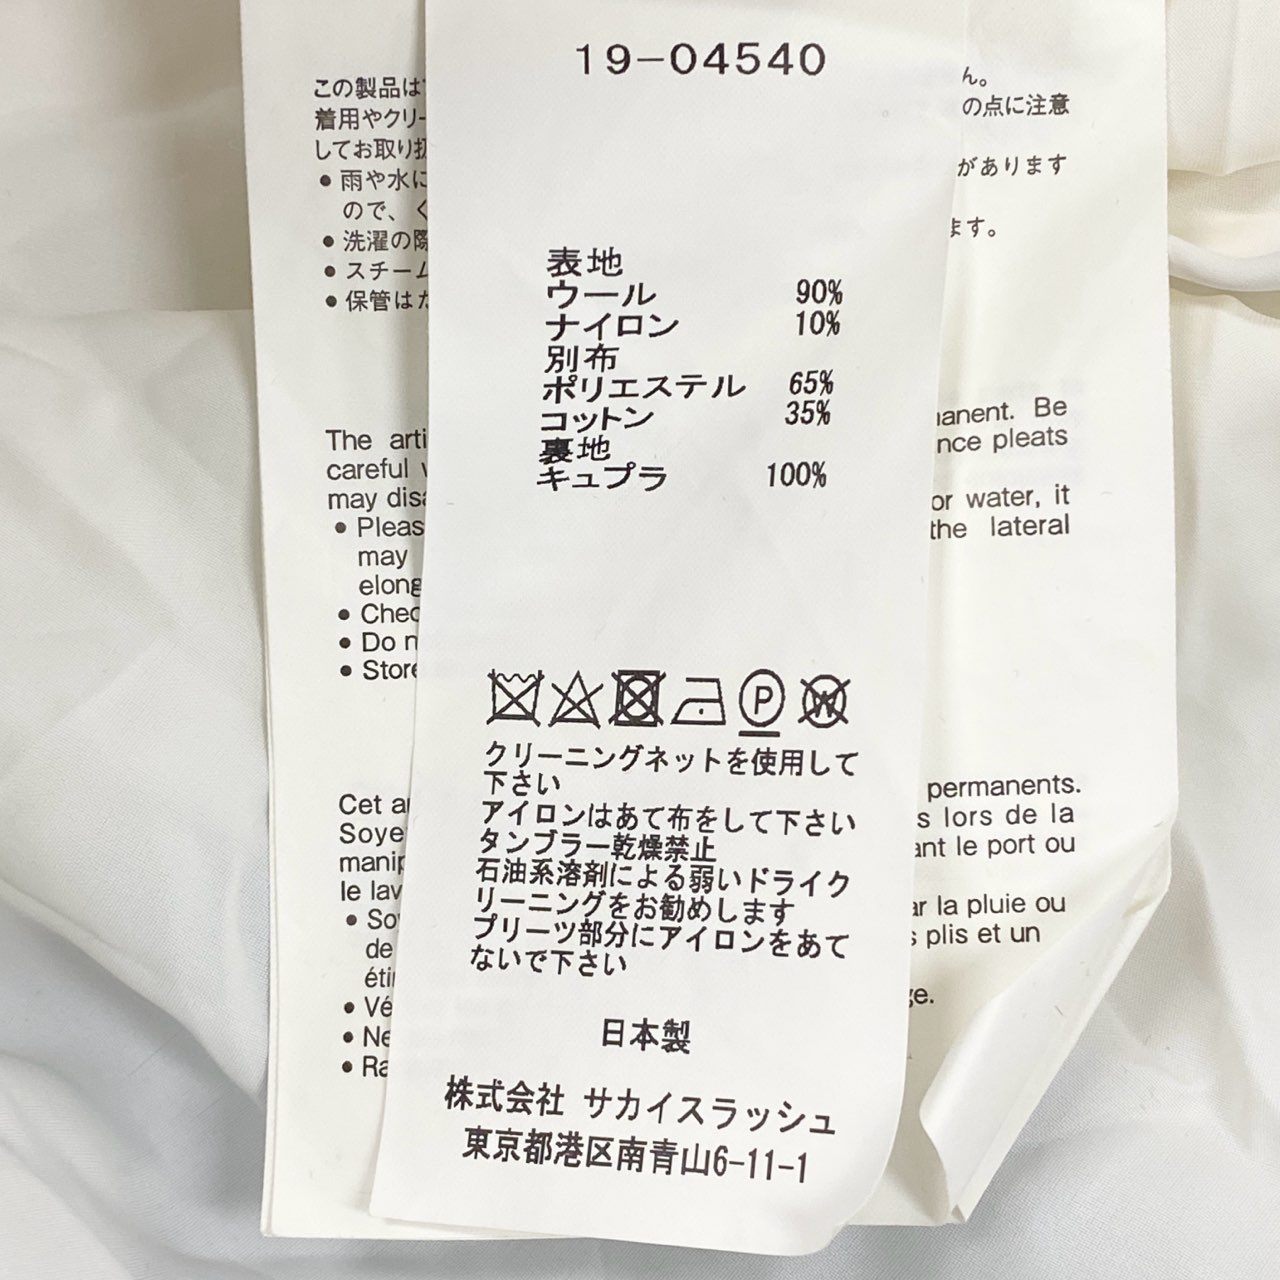 19-04540
表地
ウール 90%
ナイロン 10%
別布
ポリエステル 65%
コットン 35%
裏地
キュプラ 100%
P
W
クリーニングネットを使用して
下さい
アイロンはあて布をして下さい
タンブラー乾燥禁止
石油系溶剤による弱いドライク
リーニングをお勧めします
プリーツ部分にアイロンをあて
ないで下さい
日本製
株式会社 サカイスラッシュ
東京都港区南青山6-11-1
この製品は
ん。
着用やクリー
の点に注意
してお取り扱
● 雨や水に
があります
ので、く
● 洗濯の際
ます。
● スチーム
● 保管は
The arti
manent. Be
careful
nce pleats
may disa
● Pleas
or water, it
may
the lateral
elong
● Chec
● Do n
● Store
Cet a
permanents.
Soye
s lors de la
manip
ant le port ou
le lav
● So
ar la pluie ou
de
s plis et un
éti
● Vé
ge.
● Ne
● Ra